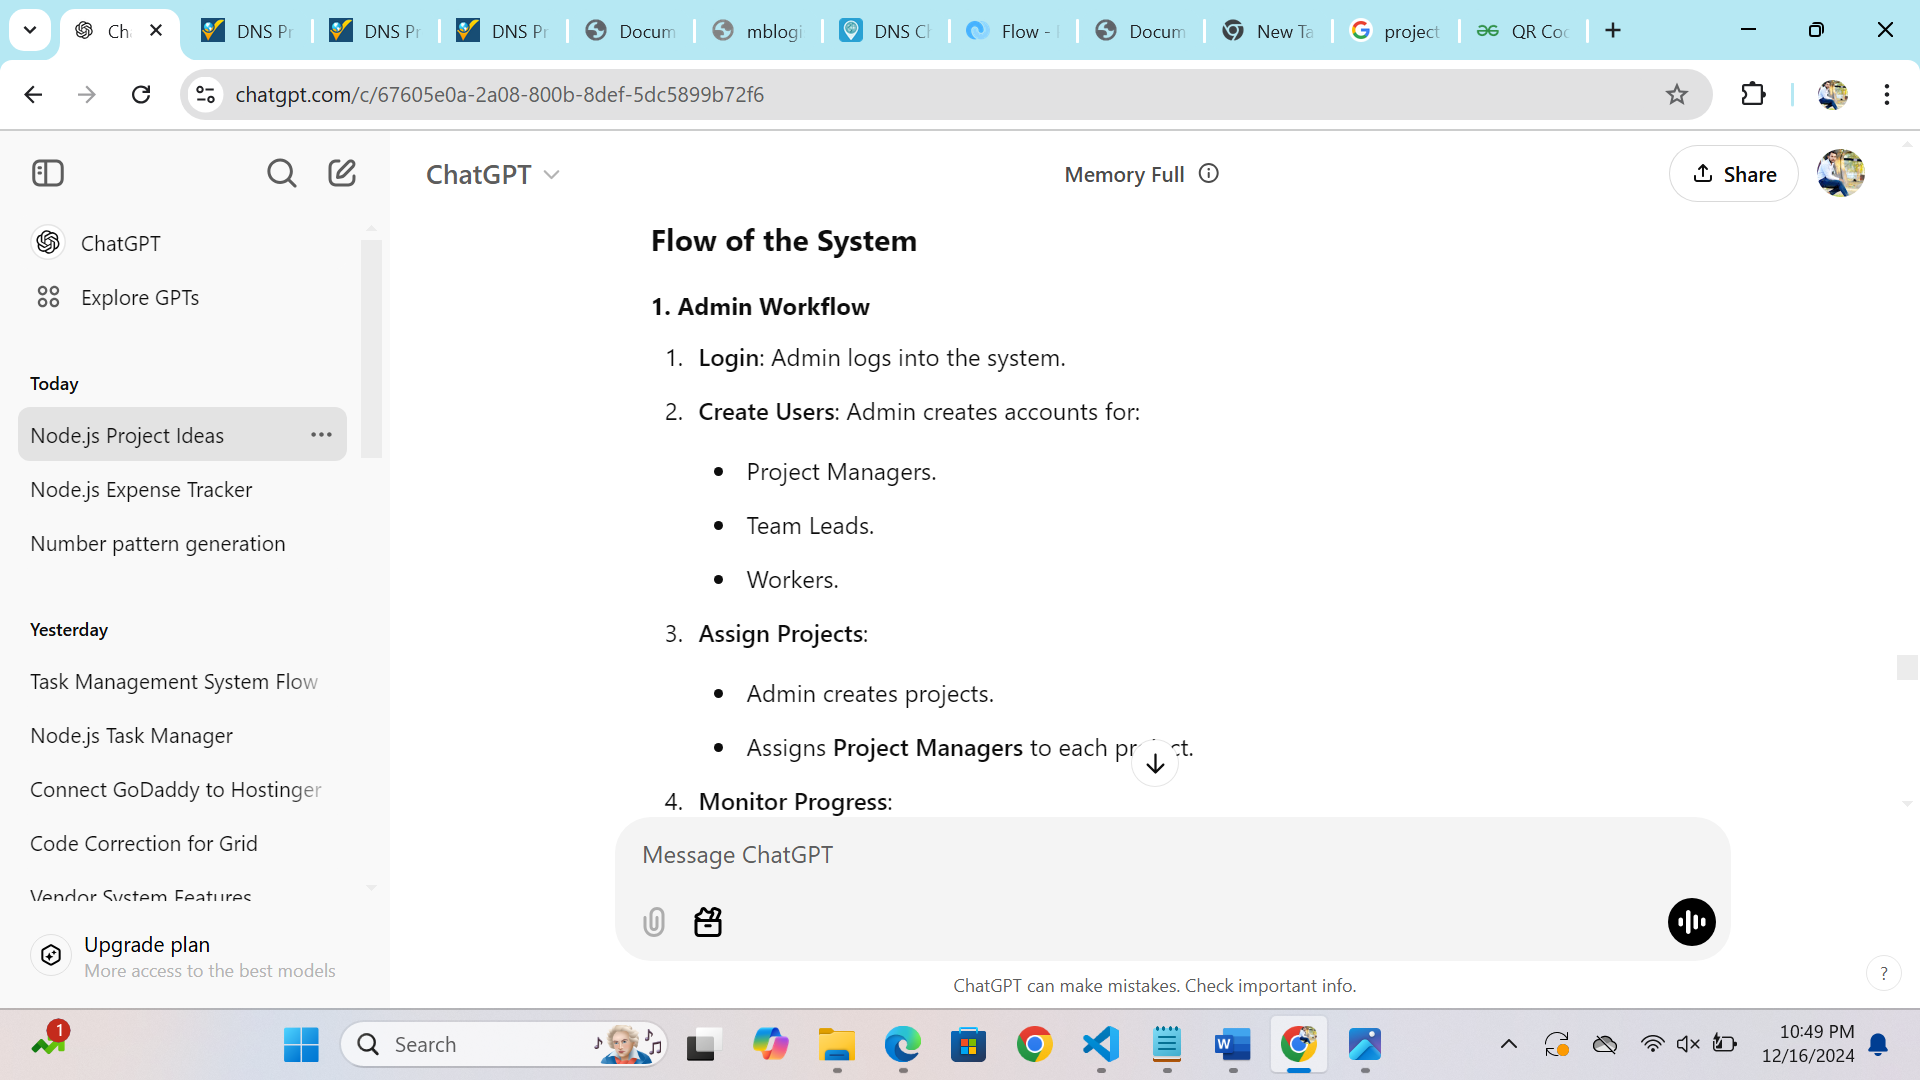 Ch
DNS Pr
DNS Pr
DNS Pr
Docum
mblogi
DNS Ch
Flow -
Docum
New Ta
project
QR Coc
chatgpt.com/c/67605e0a-2a08-800b-8def-5dc5899b72f6
ChatGPT
Memory Full
Share
ChatGPT
Explore GPTs
Today
Node.js Project Ideas
Node.js Expense Tracker
Number pattern generation
Yesterday
Task Management System Flow
Node.js Task Manager
Connect GoDaddy to Hostinger
Code Correction for Grid
Vendor System Features
Upgrade plan
More access to the best models
Flow of the System
1. Admin Workflow
1. Login: Admin logs into the system.
2. Create Users: Admin creates accounts for:
• Project Managers.
• Team Leads.
• Workers.
3. Assign Projects:
• Admin creates projects.
• Assigns Project Managers to each project.
4. Monitor Progress:
Message ChatGPT
ChatGPT can make mistakes. Check important info.
?
1
Search
W
10:49 PM
12/16/2024